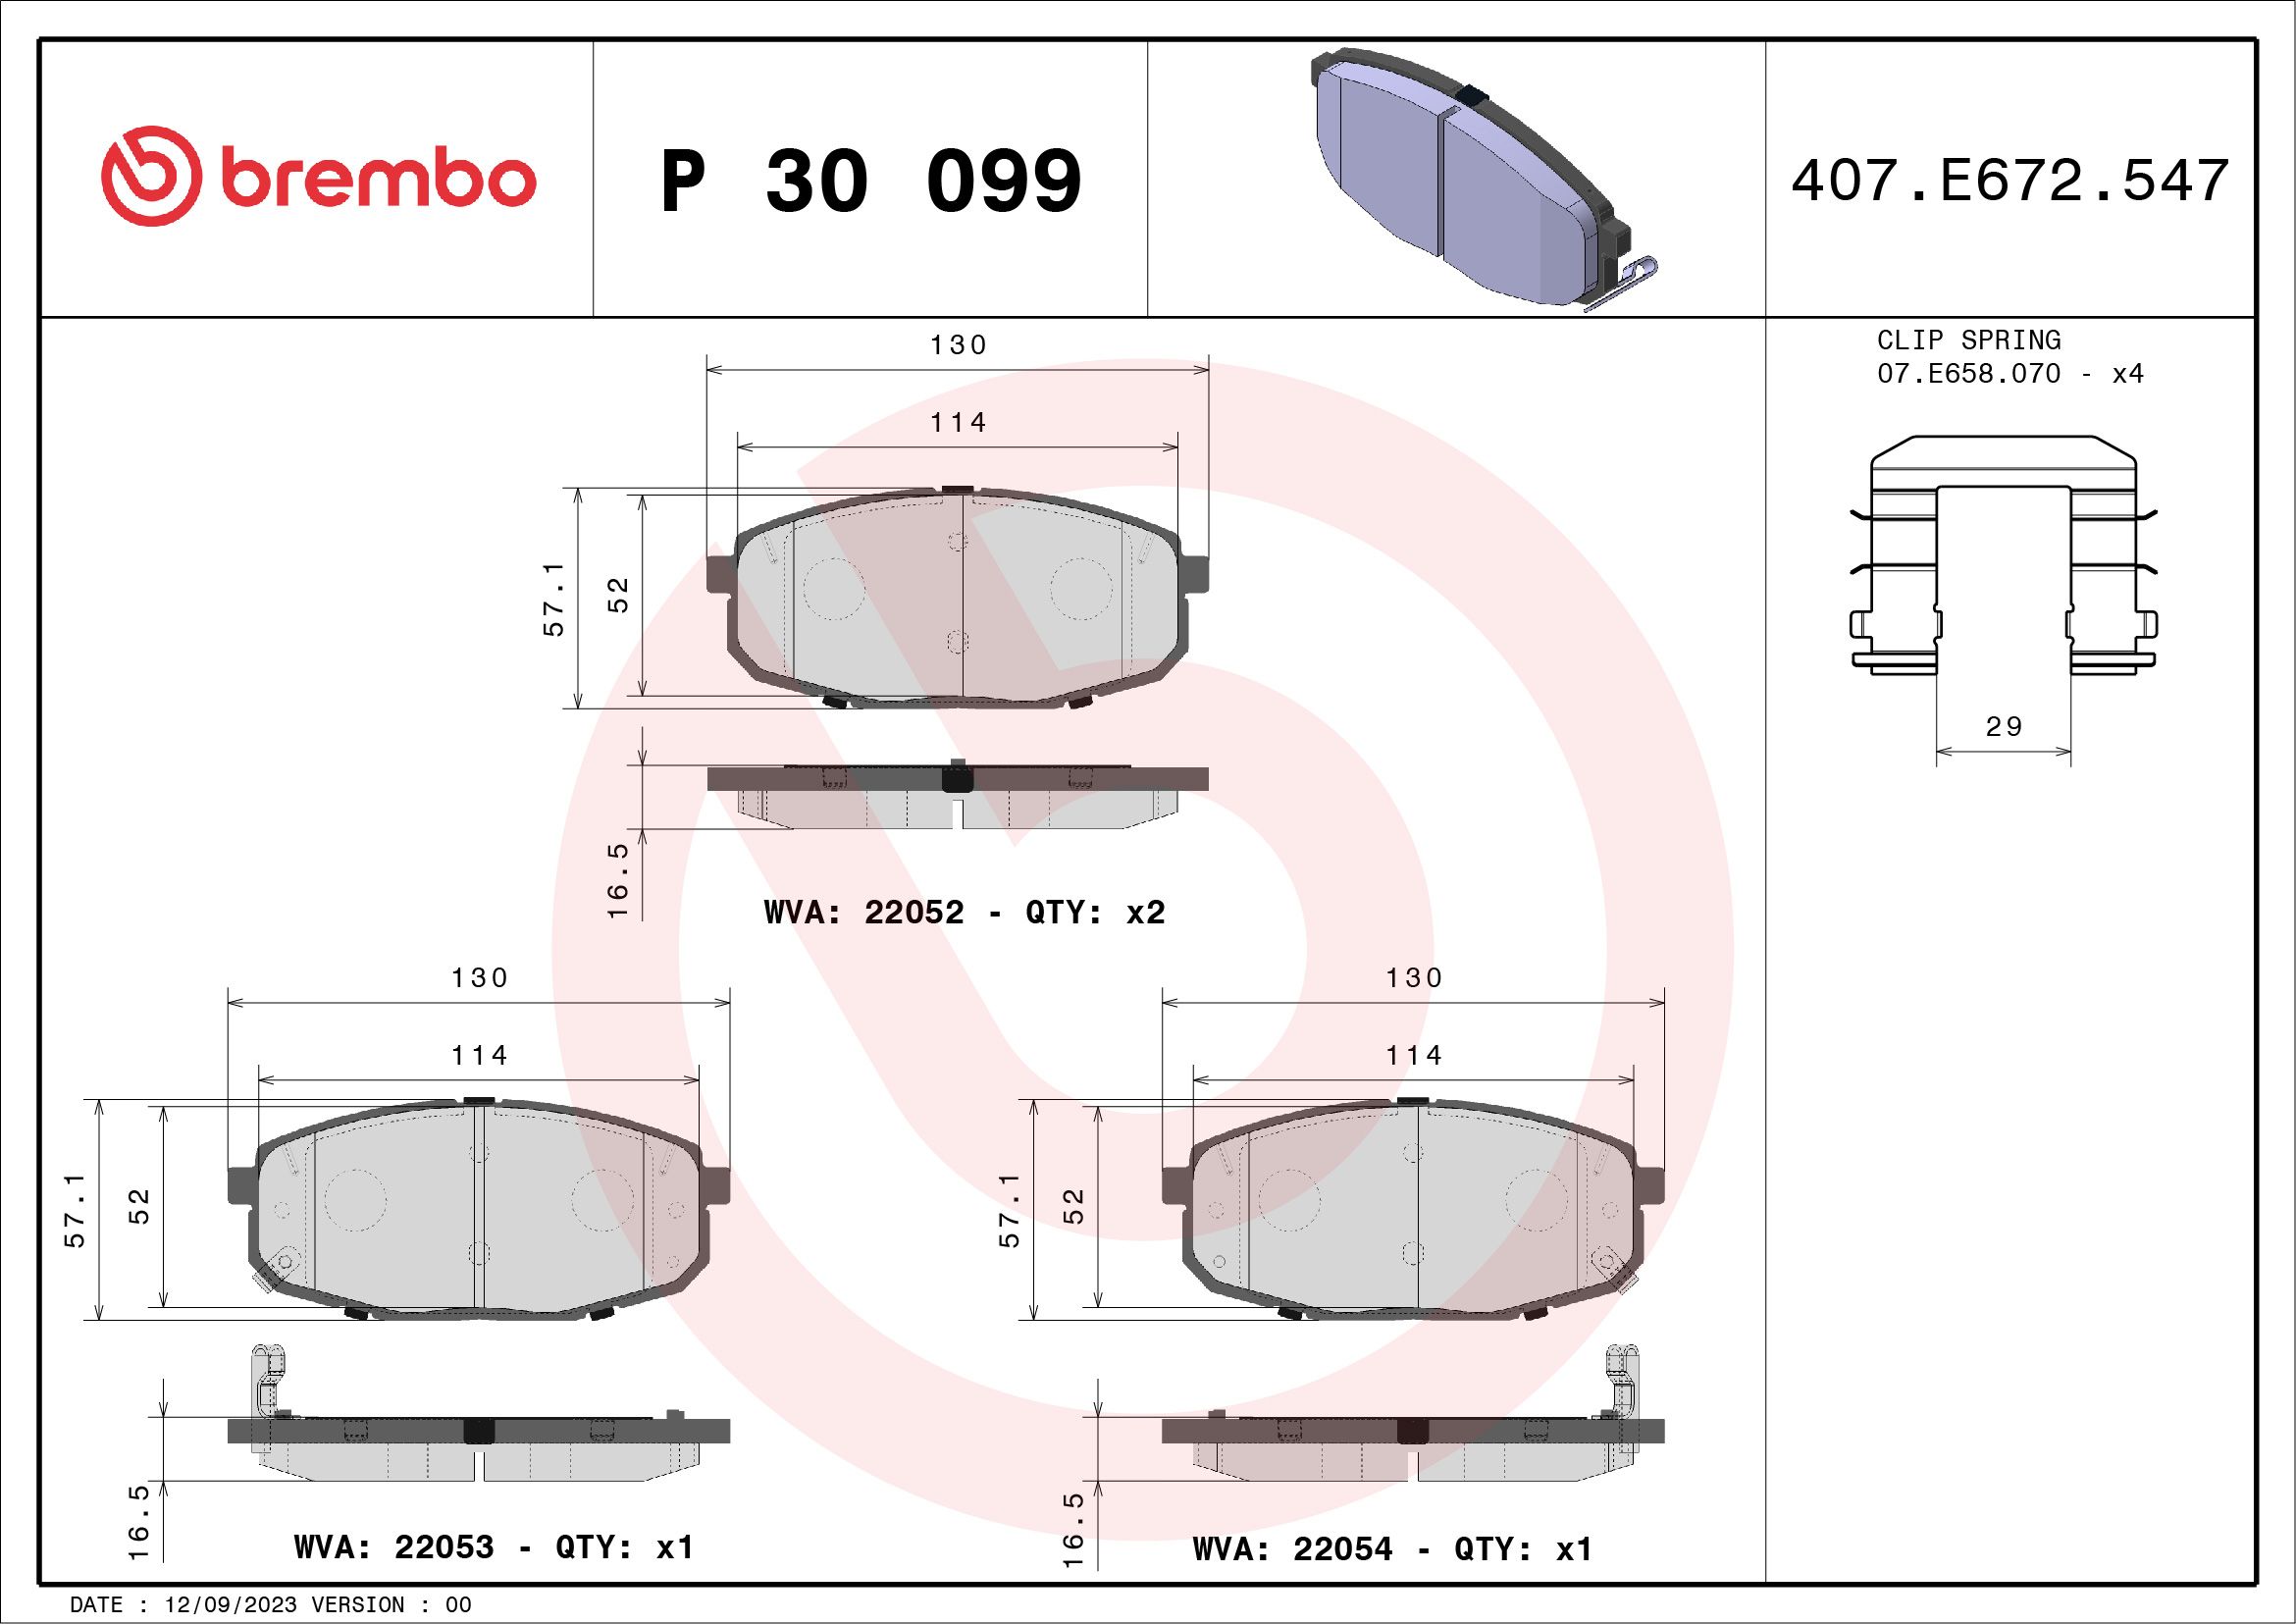 brembo
P 30 099
407.E672.547
CLIP SPRING
07.E658.070 - x4
29
130
114
57.1
52
16.5
WVA: 22052 - QTY: x2
130
114
57.1
52
16.5
WVA: 22053 - QTY: x1
130
114
57.1
52
16.5
WVA: 22054 - QTY: x1
DATE : 12/09/2023 VERSION : 00